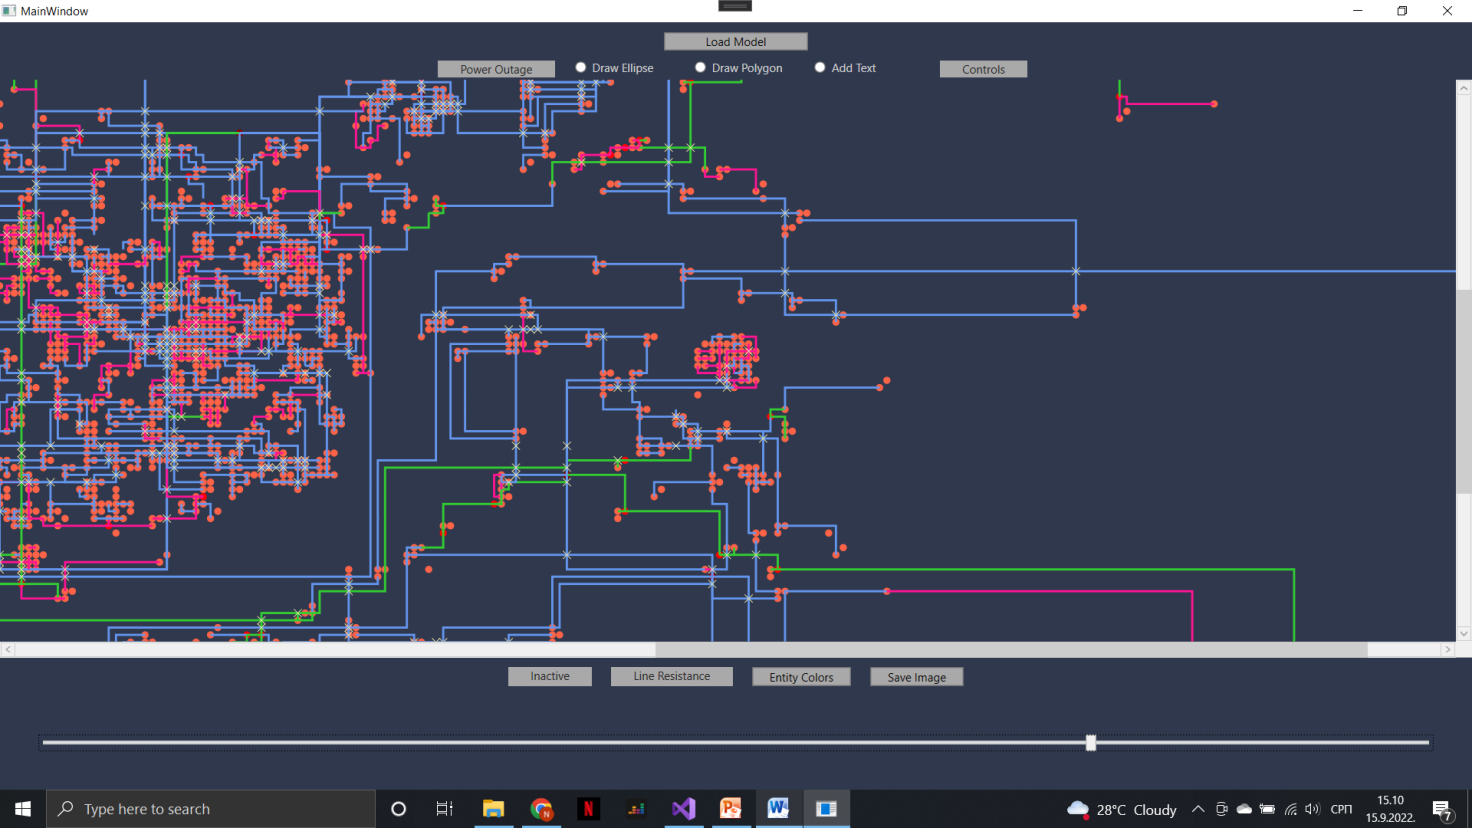 MainWindow
Load Model
Power Outage
Draw Ellipse
Draw Polygon
Add Text
Controls
Inactive
Line Resistance
Entity Colors
Save Image
Type here to search
28°C Cloudy
СРП
15.10
15.9.2022.
7